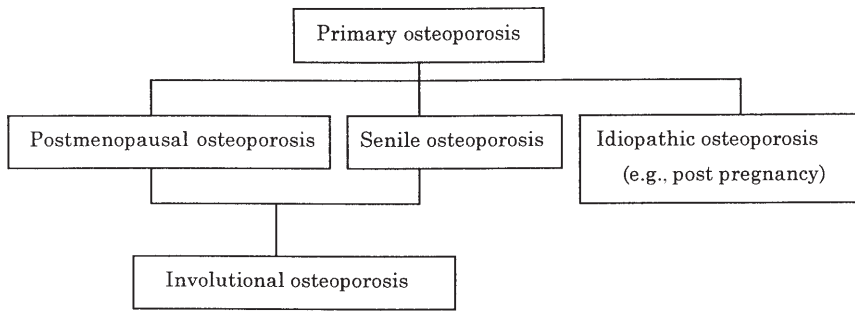 Primary osteoporosis
Postmenopausal osteoporosis
Senile osteoporosis
Idiopathic osteoporosis
(e.g., post pregnancy)
Involutional osteoporosis